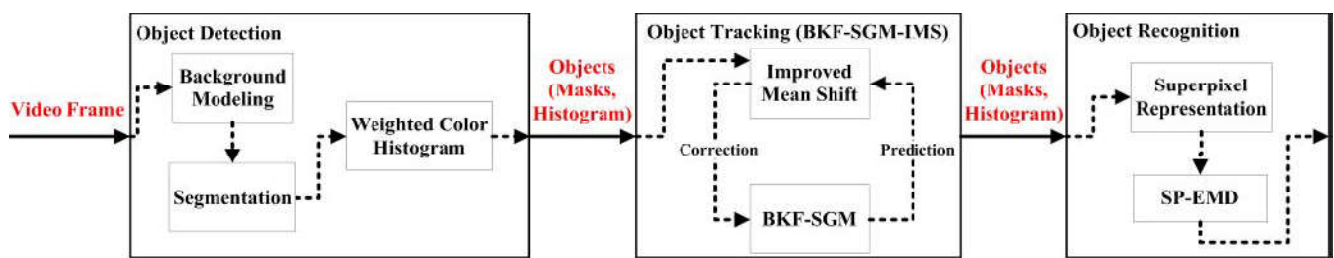 Video Frame
Object Detection
Background
Modeling
Segmentation
Weighted Color
Histogram
Objects
(Masks,
Histogram)
Object Tracking (BKF-SGM-IMS)
Improved
Mean Shift
Correction
Prediction
BKF-SGM
Objects
(Masks,
Histogram)
Object Recognition
Superpixel
Representation
SP-EMD